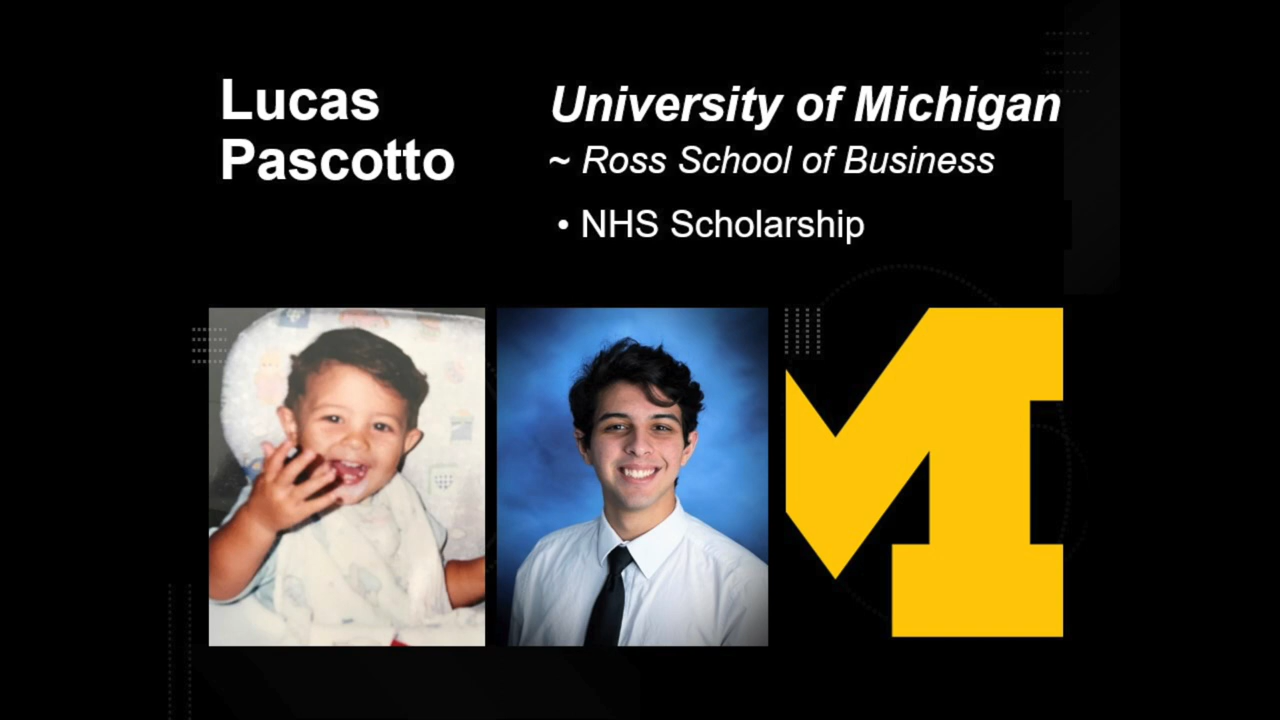 Lucas
Pascotto
University of Michigan
~ Ross School of Business
• NHS Scholarship
M